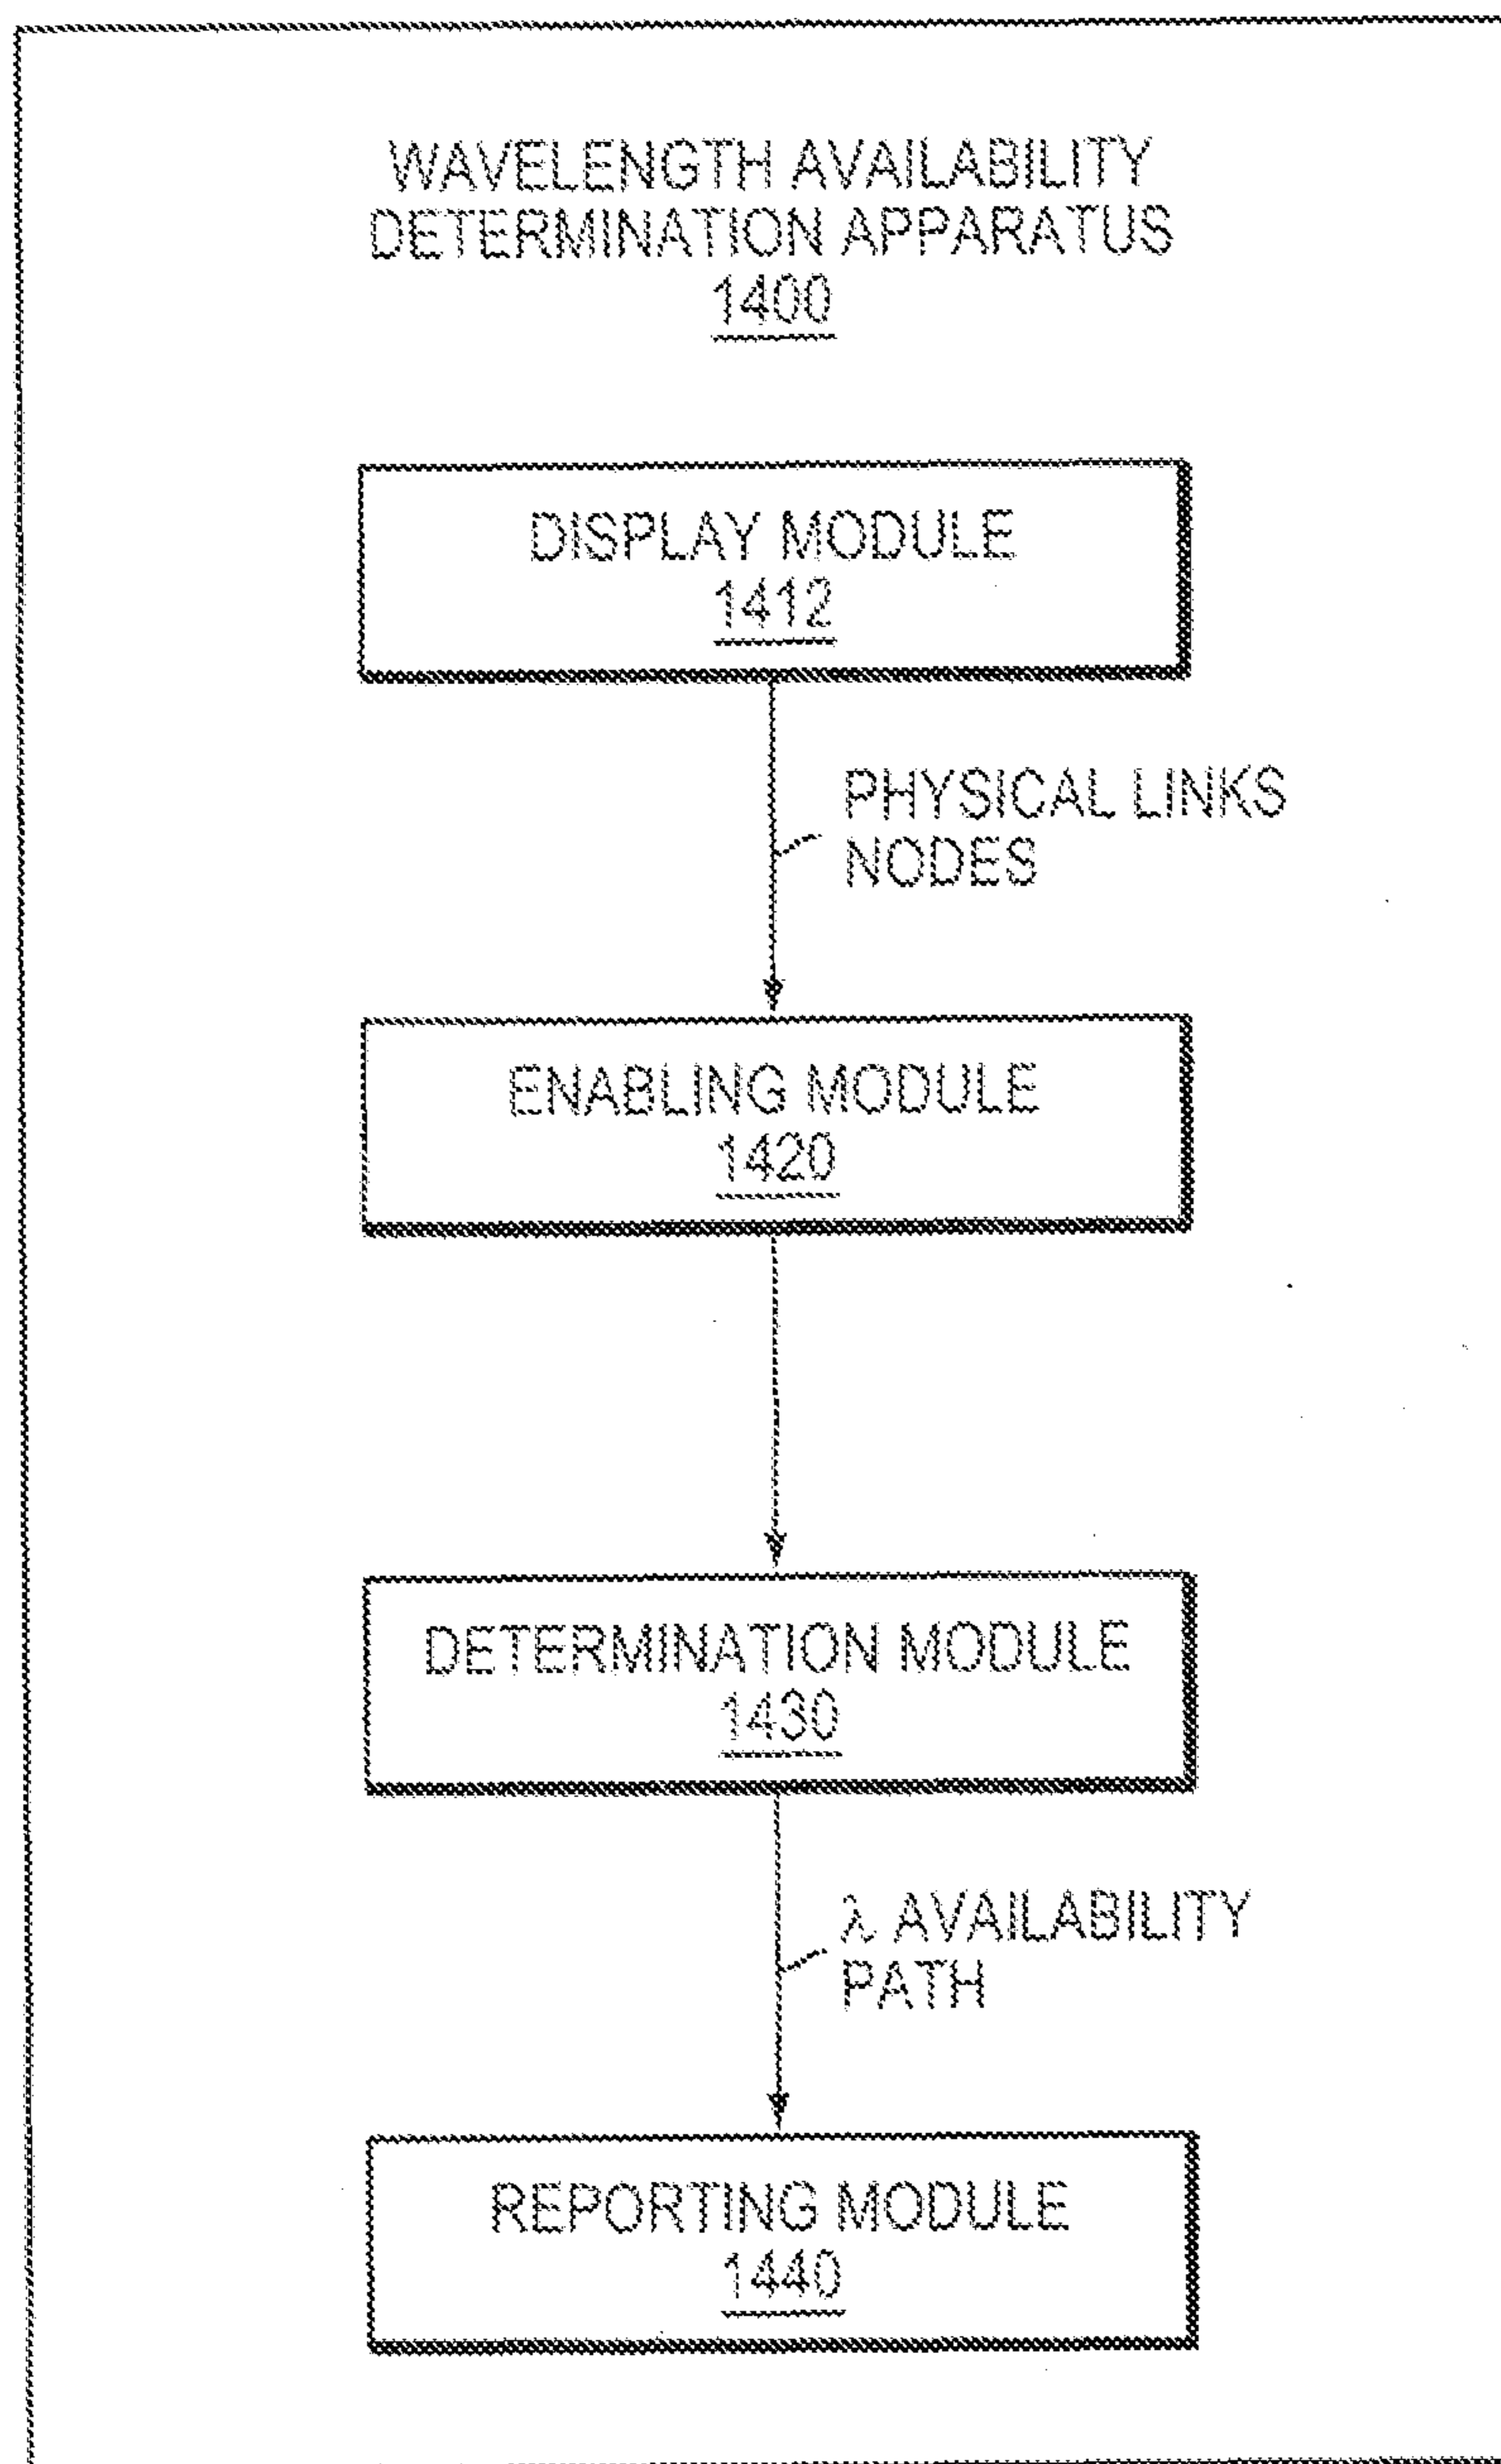 WAVELENGTH AVAILABILITY
DETERMINATION APPARATUS
1400
DISPLAY MODULE
1412
PHYSICAL LINKS
NODES
ENABLING MODULE
1420
DETERMINATION MODULE
1430
λ AVAILABILITY
PATH
REPORTING MODULE
1440